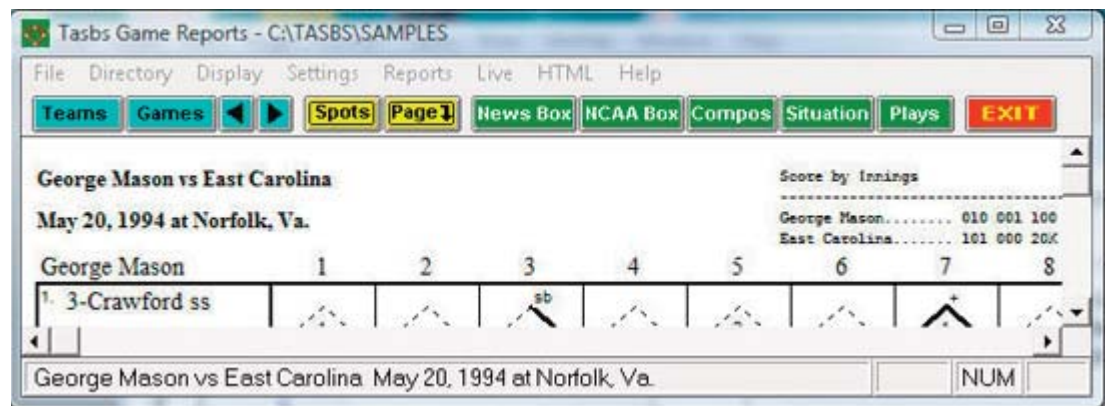 Tasbs Game Reports - C:\TASBS\SAMPLES
File Directory Display Settings Reports Live HTML Help
Teams Games Spots Page News Box NCAA Box Compos Situation Plays EXIT
George Mason vs East Carolina
Score by Innings
May 20, 1994 at Norfolk, Va.
George Mason........ 010 001 100
East Carolina....... 101 000 20X
George Mason 1 2 3 4 5 6 7 8
1. 3-Crawford ss sb +
George Mason vs East Carolina May 20, 1994 at Norfolk, Va. NUM